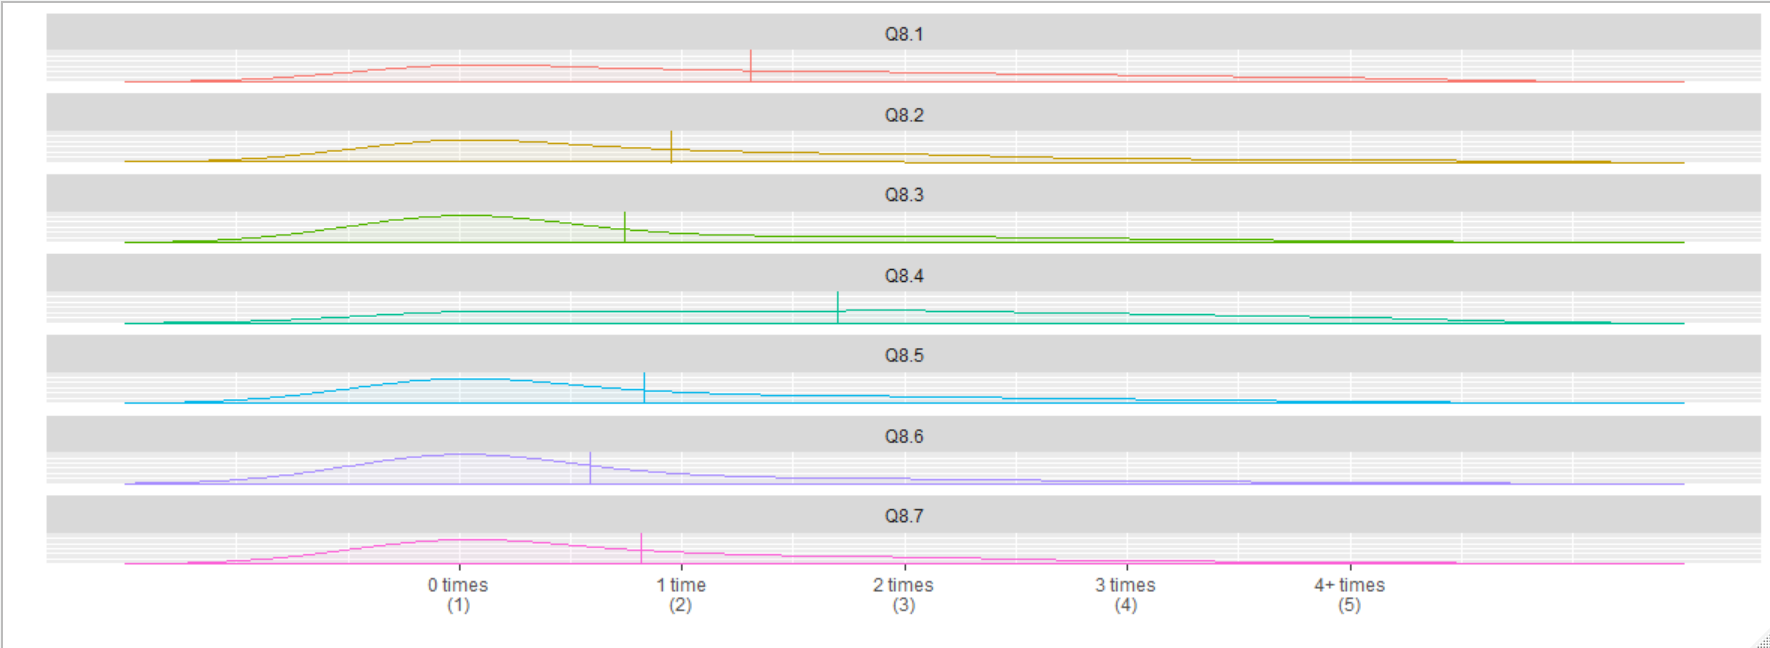 Q8.1
Q8.2
Q8.3
Q8.4
Q8.5
Q8.6
Q8.7
0 times 1 time 2 times 3 times 4+ times
(1) (2) (3) (4) (5)